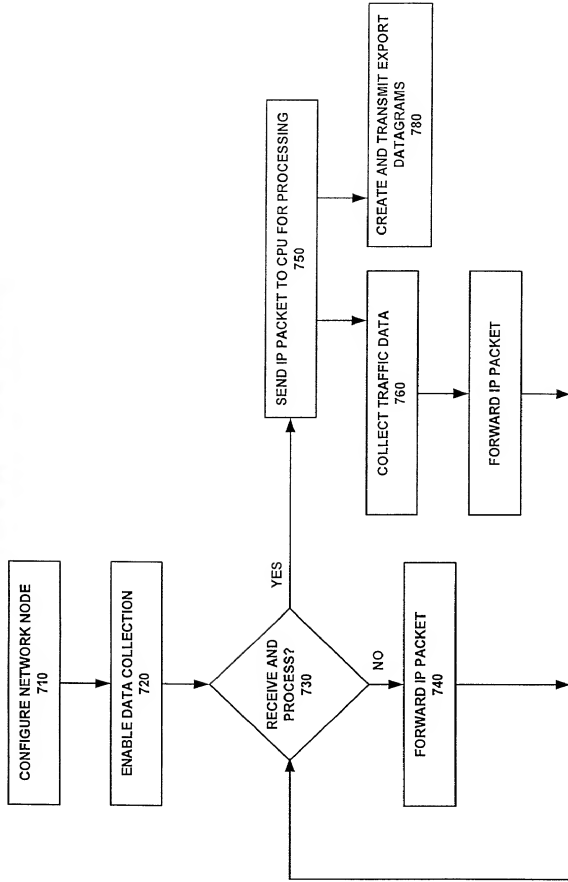 CONFIGURE NETWORK NODE
710
ENABLE DATA COLLECTION
720
RECEIVE AND
PROCESS?
730
YES
NO
FORWARD IP PACKET
740
SEND IP PACKET TO CPU FOR PROCESSING
750
COLLECT TRAFFIC DATA
760
FORWARD IP PACKET
CREATE AND TRANSMIT EXPORT
DATAGRAMS
780